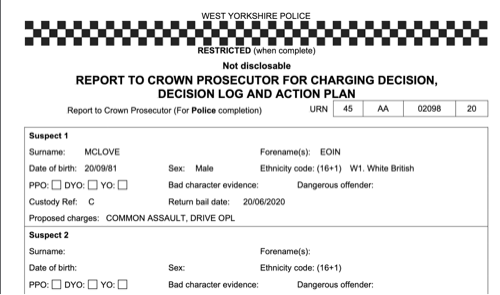 WEST YORKSHIRE POLICE
RESTRICTED (when complete)
Not disclosable
REPORT TO CROWN PROSECUTOR FOR CHARGING DECISION,
DECISION LOG AND ACTION PLAN
Report to Crown Prosecutor (For Police completion) URN 45 AA 02098 20
Suspect 1
Surname: MCLOVE Forename(s): EOIN
Date of birth: 20/09/81 Sex: Male Ethnicity code: (16+1) W1. White British
PPO: DYO: YO: Bad character evidence: Dangerous offender:
Custody Ref: C Return bail date: 20/06/2020
Proposed charges: COMMON ASSAULT, DRIVE OPL
Suspect 2
Surname: Forename(s):
Date of birth: Sex: Ethnicity code: (16+1)
PPO: DYO: YO: Bad character evidence: Dangerous offender: